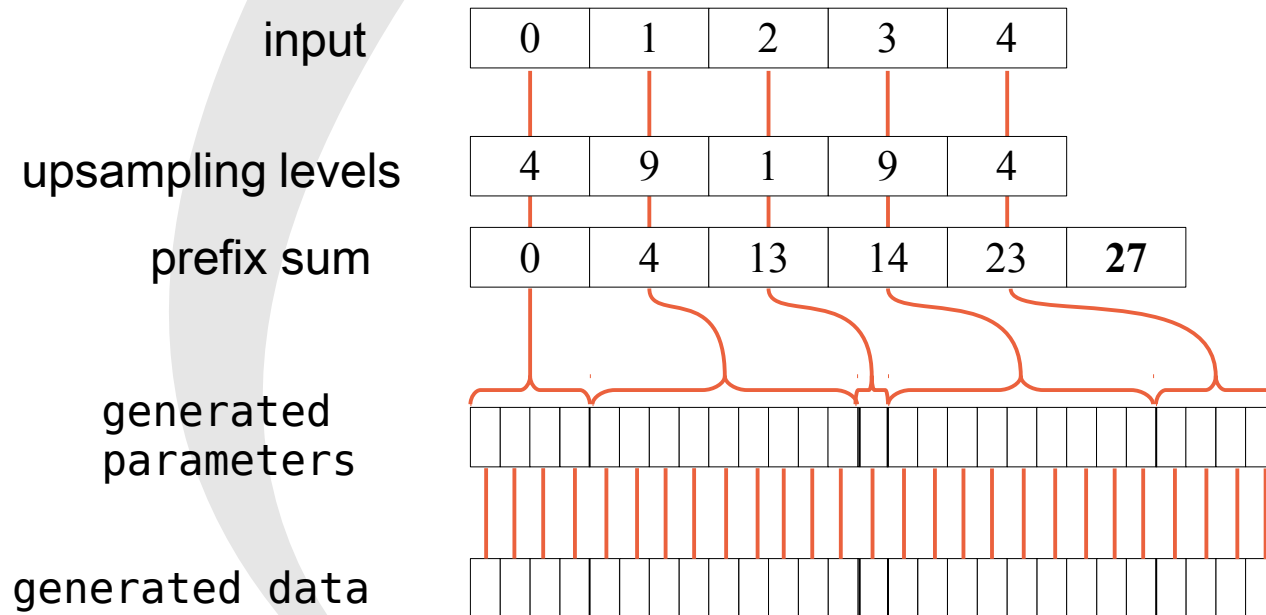 input 0 1 2 3 4
upsampling levels 4 9 1 9 4
prefix sum 0 4 13 14 23 27
generated
parameters
generated data